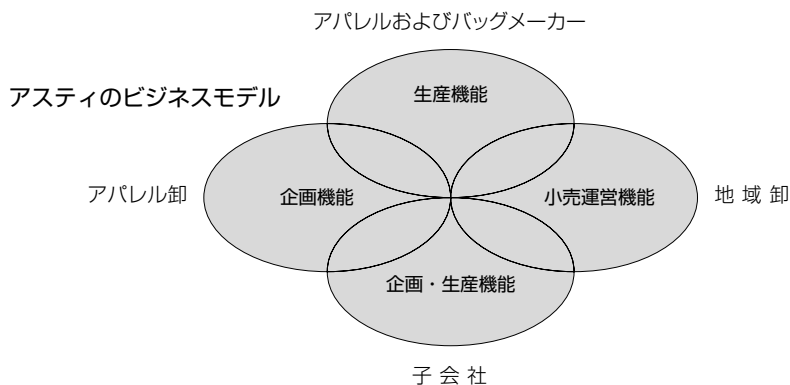 アパレルおよびバッグメーカー
アスティのビジネスモデル
生産機能
アパレル卸
企画機能
小売運営機能
地域卸
企画・生産機能
子会社